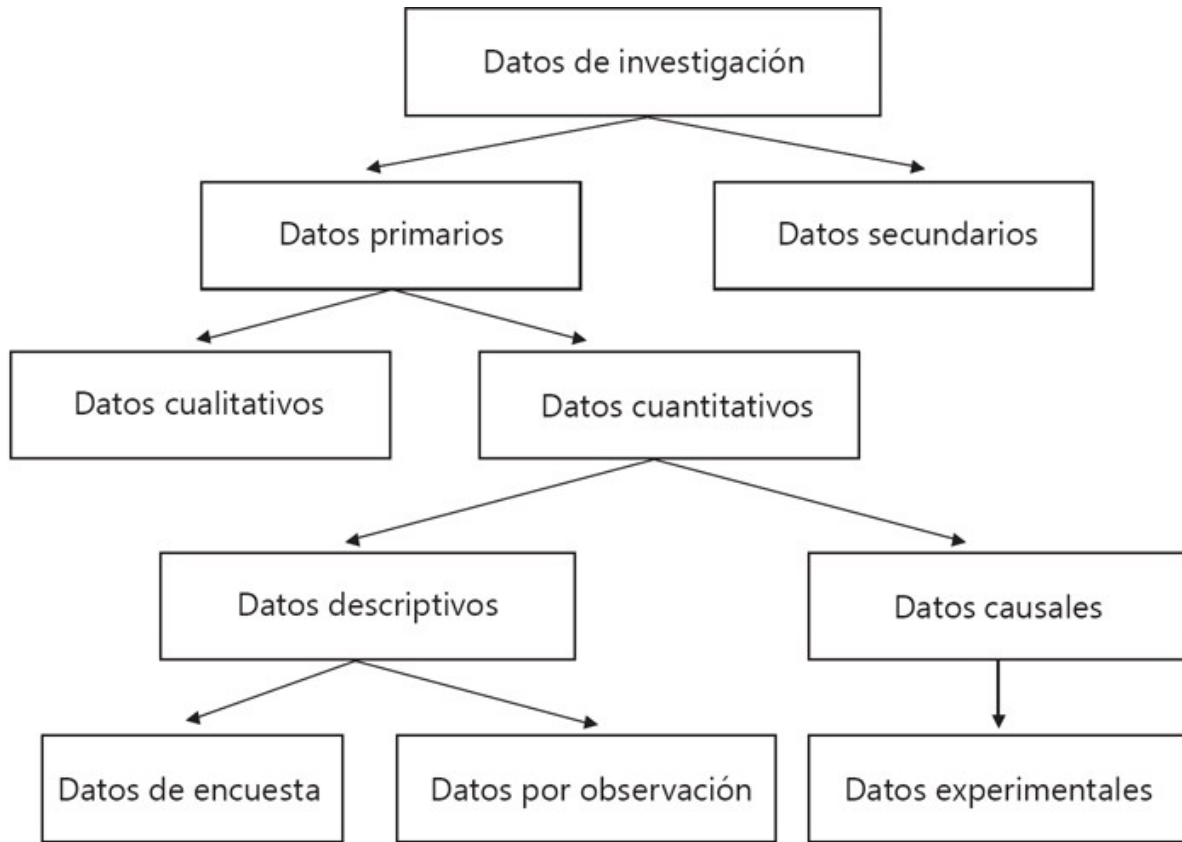 Datos de investigación
Datos primarios
Datos secundarios
Datos cualitativos
Datos cuantitativos
Datos descriptivos
Datos causales
Datos de encuesta
Datos por observación
Datos experimentales